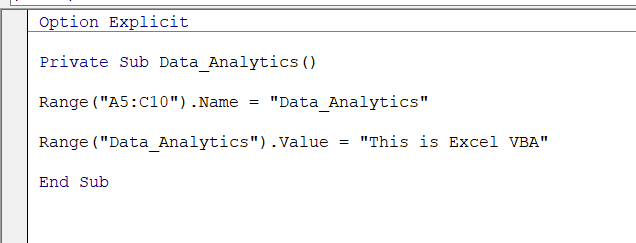 Option Explicit
Private Sub Data_Analytics()
Range("A5:C10").Name = "Data_Analytics"
Range("Data_Analytics").Value = "This is Excel VBA"
End Sub